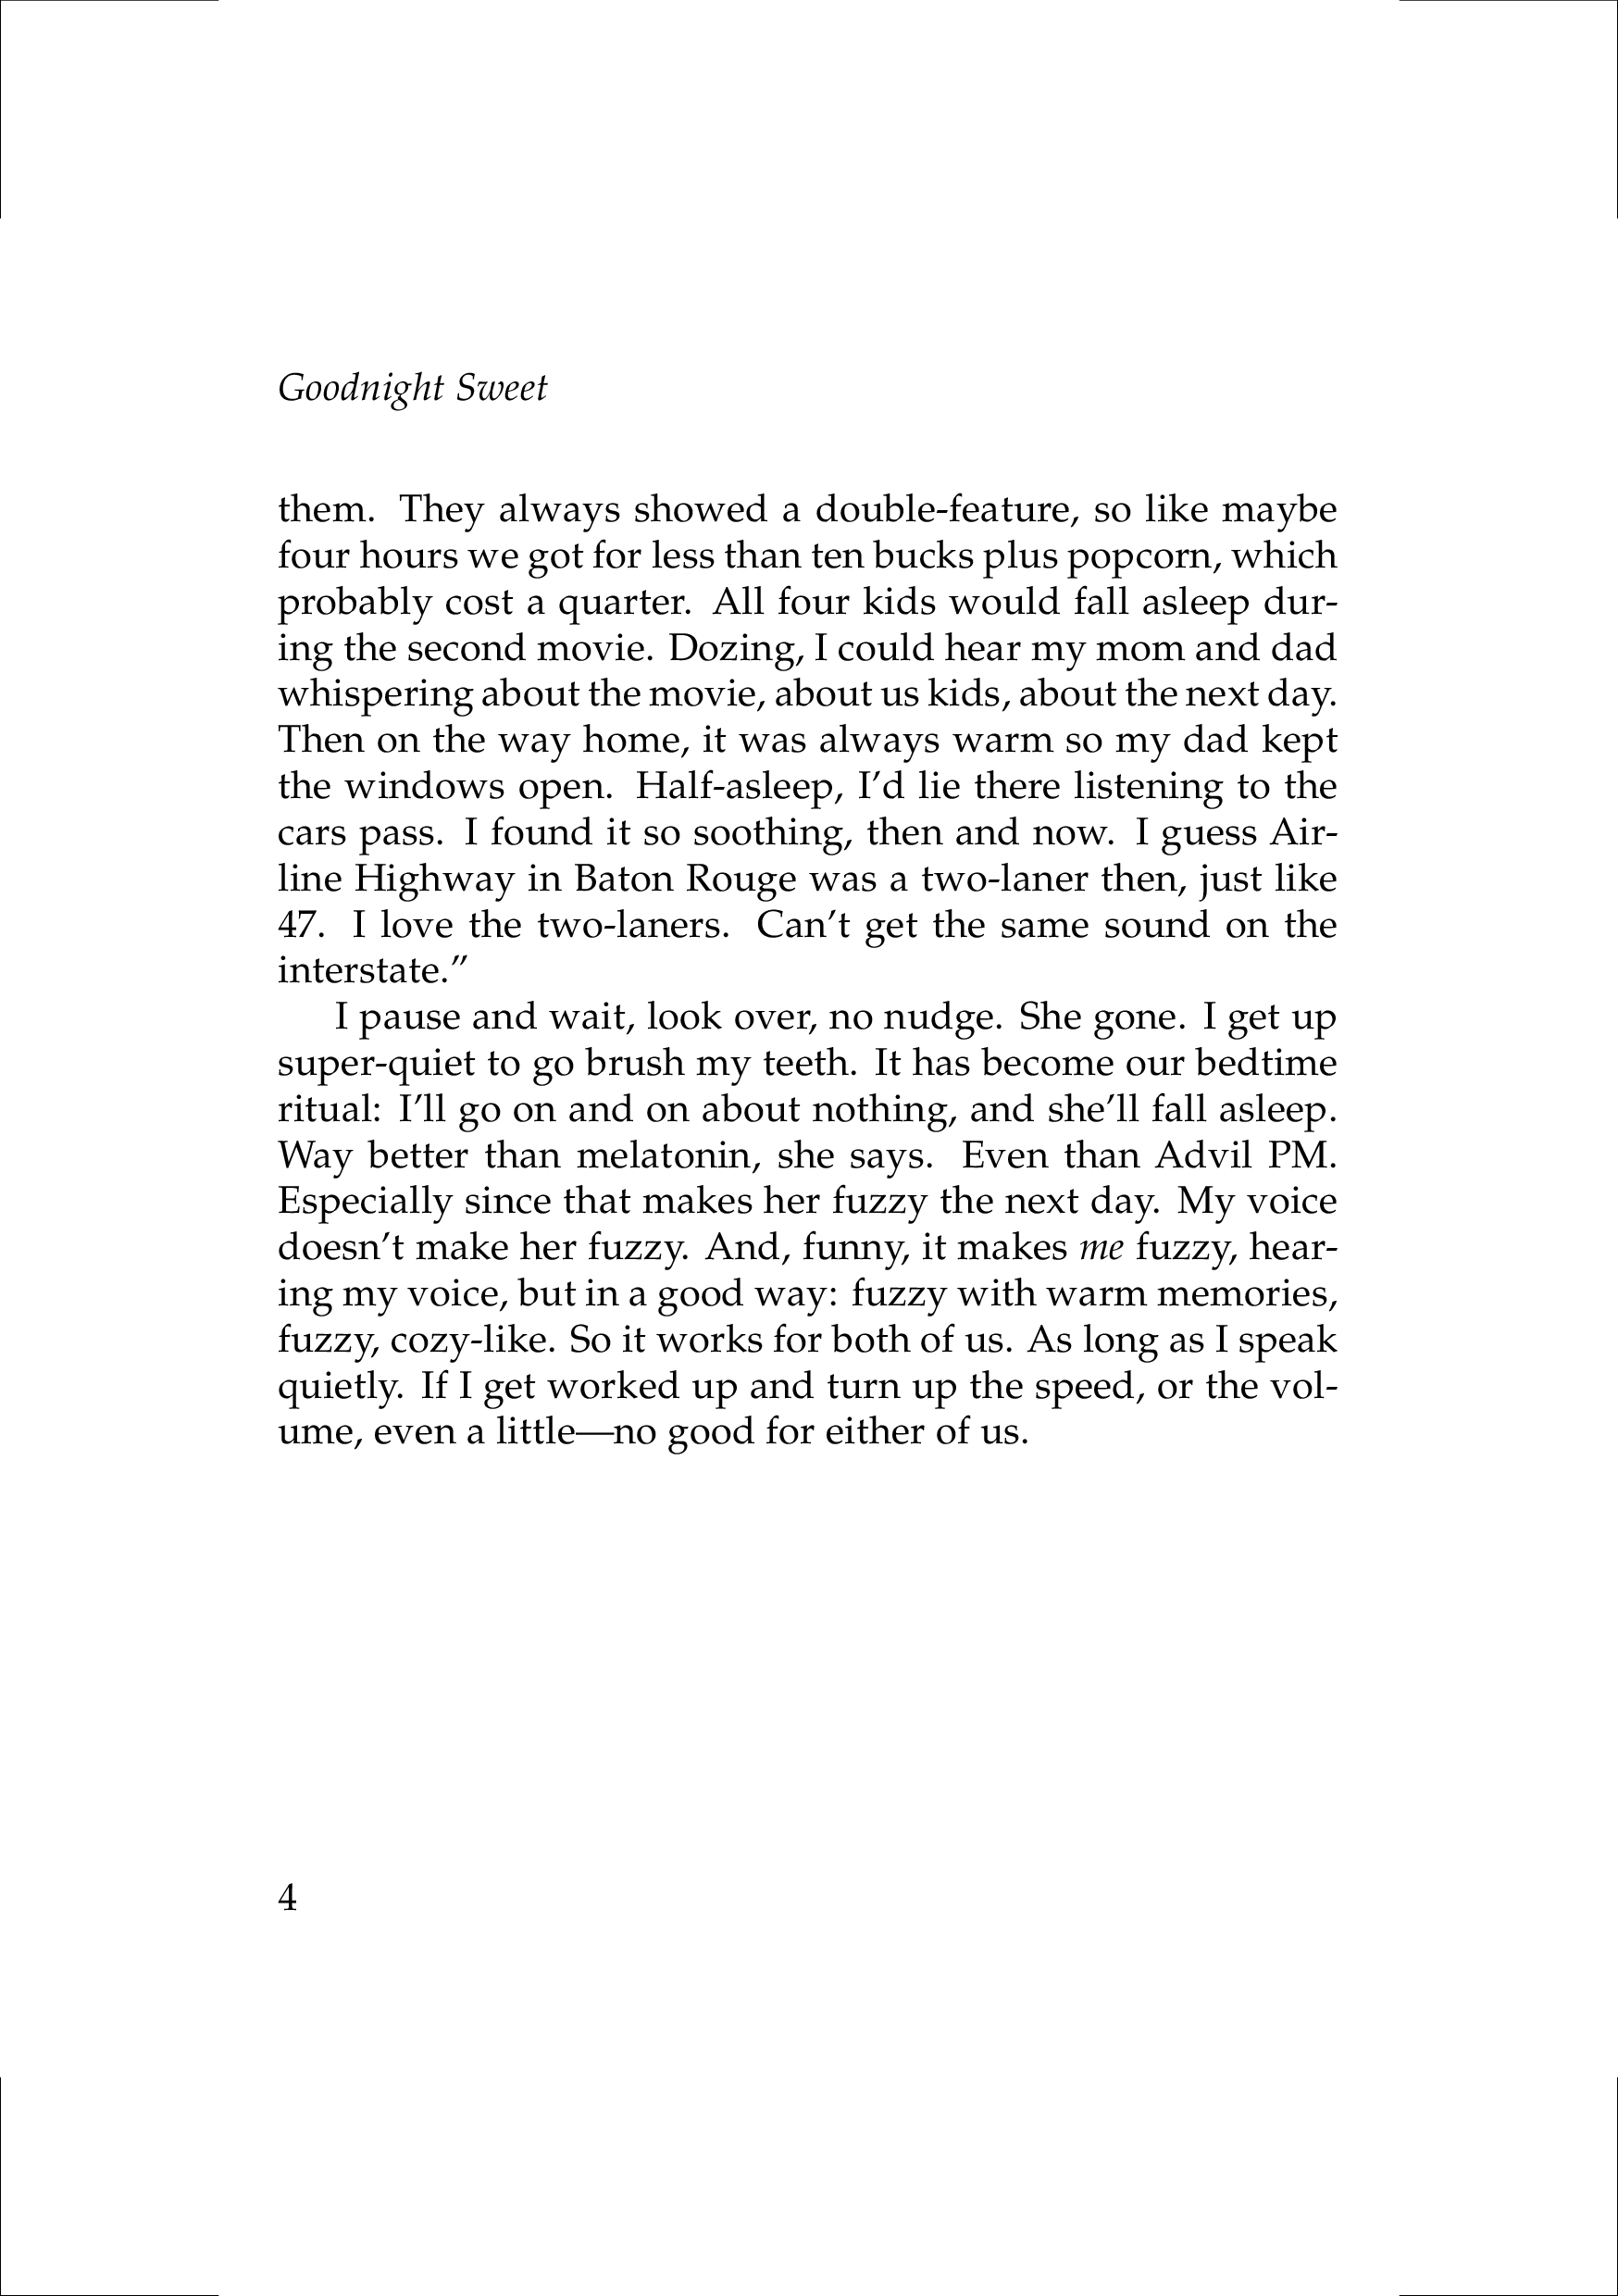 Goodnight Sweet
them. They always showed a double-feature, so like maybe
four hours we got for less than ten bucks plus popcorn, which
probably cost a quarter. All four kids would fall asleep dur-
ing the second movie. Dozing, I could hear my mom and dad
whispering about the movie, about us kids, about the next day.
Then on the way home, it was always warm so my dad kept
the windows open. Half-asleep, I’d lie there listening to the
cars pass. I found it so soothing, then and now. I guess Air-
line Highway in Baton Rouge was a two-laner then, just like
47. I love the two-laners. Can’t get the same sound on the
interstate.”
I pause and wait, look over, no nudge. She gone. I get up
super-quiet to go brush my teeth. It has become our bedtime
ritual: I’ll go on and on about nothing, and she’ll fall asleep.
Way better than melatonin, she says. Even than Advil PM.
Especially since that makes her fuzzy the next day. My voice
doesn’t make her fuzzy. And, funny, it makes me fuzzy, hear-
ing my voice, but in a good way: fuzzy with warm memories,
fuzzy, cozy-like. So it works for both of us. As long as I speak
quietly. If I get worked up and turn up the speed, or the vol-
ume, even a little—no good for either of us.
4